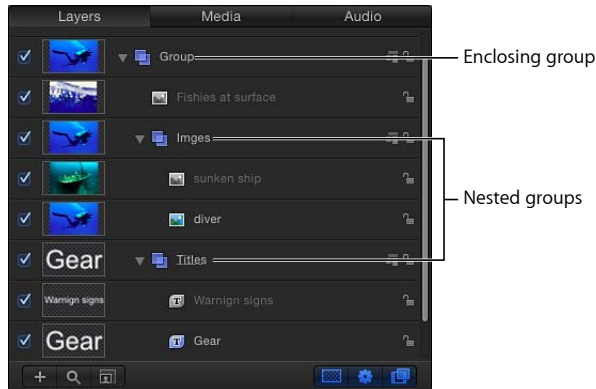 Layers Media Audio
Group
Enclosing group
Fishies at surface
Imges
sunken ship
Nested groups
diver
Gear Titles
Warnign signs Warnign signs
Gear Gear